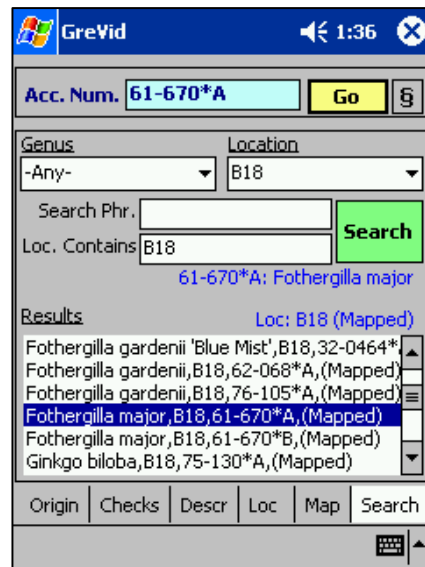 GreVid 1:36
Acc. Num. 61-670*A Go §
Genus Location
-Any- B18
Search Phr.
Loc. Contains B18 Search
61-670*A: Fothergilla major
Results Loc: B18 (Mapped)
Fothergilla gardenii 'Blue Mist',B18,32-0464*
Fothergilla gardenii,B18,62-068*A,(Mapped)
Fothergilla gardenii,B18,76-105*A,(Mapped)
Fothergilla major,B18,61-670*A,(Mapped)
Fothergilla major,B18,61-670*B,(Mapped)
Ginkgo biloba,B18,75-130*A,(Mapped)
Origin Checks Descr Loc Map Search